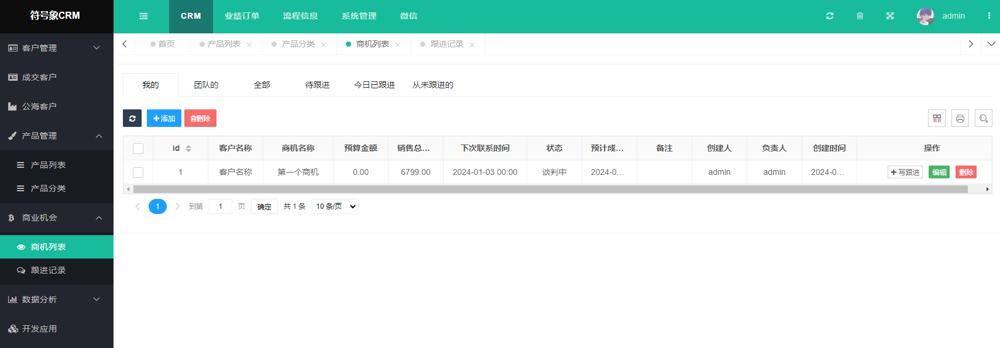 符号象CRM
CRM 业绩订单 流程信息 系统管理 微信 admin
客户管理
成交客户
公海客户
产品管理
产品列表
产品分类
商业机会
商机列表
跟进记录
数据分析
开发应用
首页 产品列表 产品分类 商机列表 跟进记录
我的 团队的 全部 待跟进 今日已跟进 从未跟进的
添加 删除
id 客户名称 商机名称 预算金额 销售总... 下次联系时间 状态 预计成... 备注 创建人 负责人 创建时间 操作
1 客户名称 第一个商机 0.00 6799.00 2024-01-03 00:00 谈判中 2024-0... admin admin 2024-0... 写跟进 编辑 删除
1 到第 1 页 确定 共 1 条 10 条/页